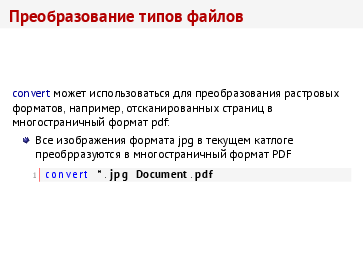 Преобразование типов файлов
convert может использоваться для преобразования растровых
форматов, например, отсканированных страниц в
многостраничный формат pdf:
Все изображения формата jpg в текущем катлоге
преобрразуются в многостраничный формат PDF
1 convert *.jpg Document.pdf